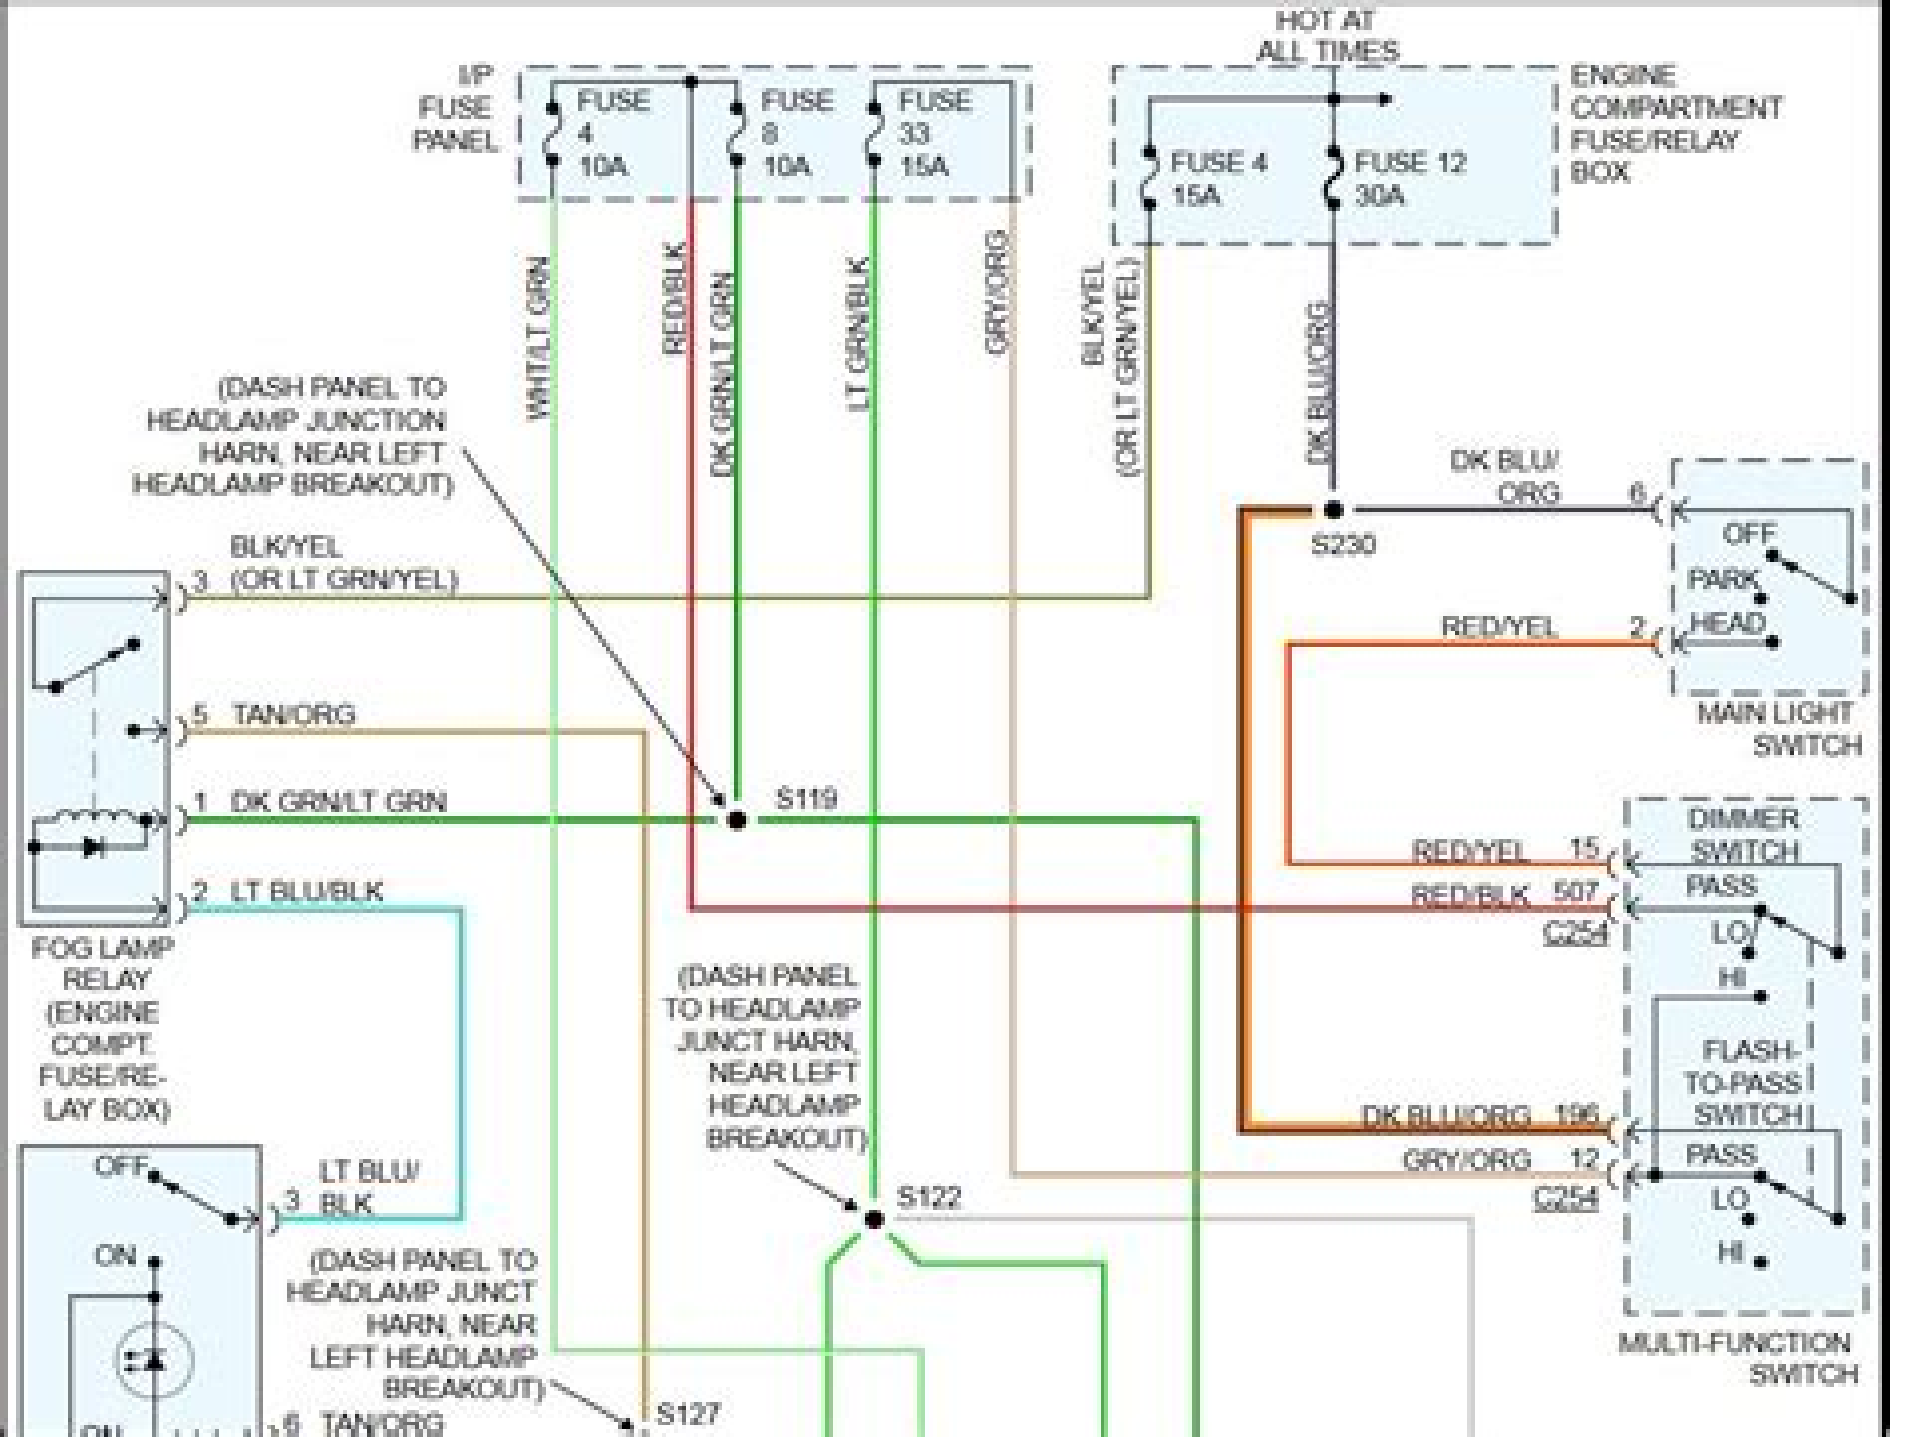 HOT AT
ALL TIMES
I/P
FUSE
PANEL
FUSE
4
10A
FUSE
8
10A
FUSE
33
15A
FUSE 4
15A
FUSE 12
30A
ENGINE
COMPARTMENT
FUSE/RELAY
BOX
WHT/LT GRN
RED/BLK
DK GRN/LT GRN
LT GRN/BLK
GRY/ORG
BLK/YEL
(OR LT GRN/YEL)
DK BLU/ORG
(DASH PANEL TO
HEADLAMP JUNCTION
HARN, NEAR LEFT
HEADLAMP BREAKOUT)
DK BLU/
ORG
6
S230
OFF
PARK
HEAD
RED/YEL 2
MAIN LIGHT
SWITCH
BLK/YEL
3 (OR LT GRN/YEL)
5 TAN/ORG
1 DK GRN/LT GRN
2 LT BLU/BLK
S119
FOG LAMP
RELAY
(ENGINE
COMPT.
FUSE/RE-
LAY BOX)
DIMMER
SWITCH
RED/YEL 15
PASS
RED/BLK 507
C254
LO
HI
(DASH PANEL
TO HEADLAMP
JUNCT HARN,
NEAR LEFT
HEADLAMP
BREAKOUT)
FLASH-
TO-PASS
SWITCH
DK BLU/ORG 196
PASS
GRY/ORG 12
C254
LO
HI
MULTI-FUNCTION
SWITCH
S122
OFF
LT BLU/
3 BLK
ON
(DASH PANEL TO
HEADLAMP JUNCT
HARN, NEAR
LEFT HEADLAMP
BREAKOUT)
S127
6 TAN/ORG
ON